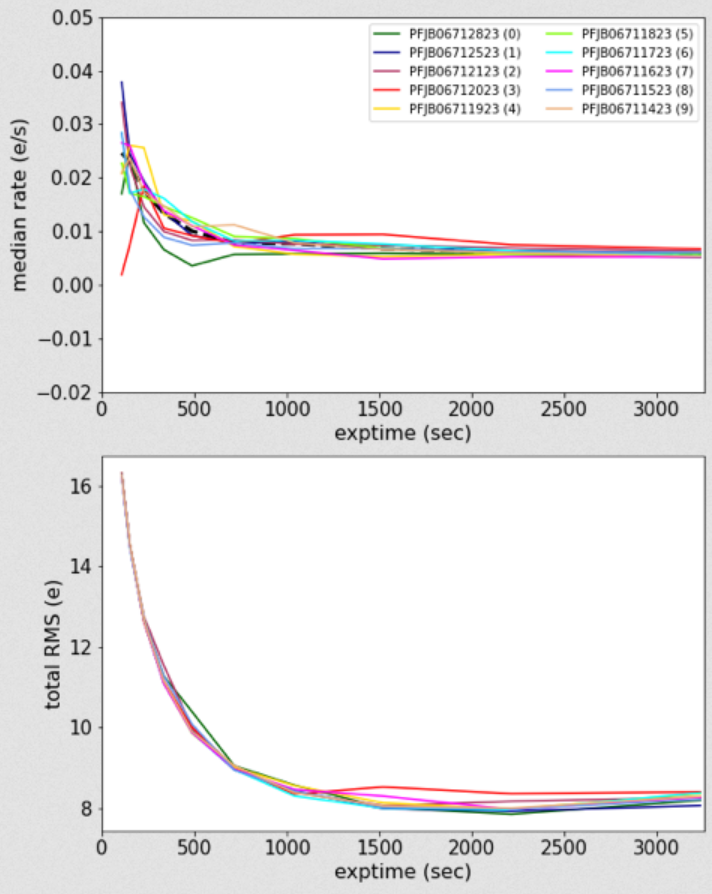 0.05
0.04
0.03
0.02
0.01
0.00
−0.01
−0.02
median rate (e/s)
PFJB06712823 (0)
PFJB06712523 (1)
PFJB06712123 (2)
PFJB06712023 (3)
PFJB06711923 (4)
PFJB06711823 (5)
PFJB06711723 (6)
PFJB06711623 (7)
PFJB06711523 (8)
PFJB06711423 (9)
0 500 1000 1500 2000 2500 3000
exptime (sec)
16
14
12
10
8
total RMS (e)
0 500 1000 1500 2000 2500 3000
exptime (sec)